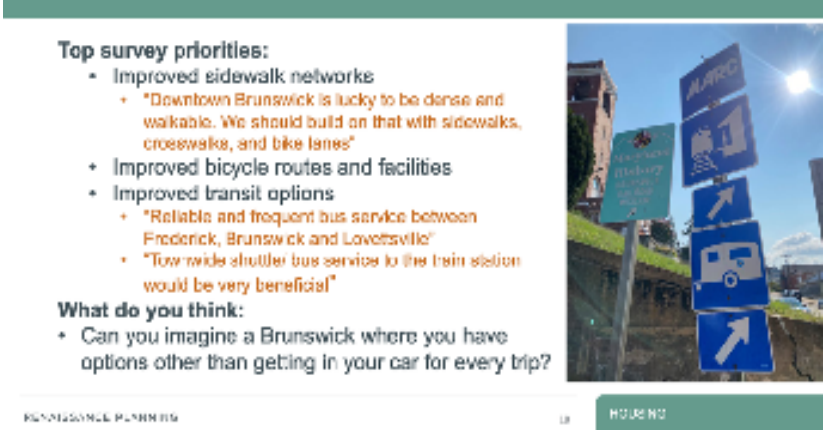 Top survey priorities:
• Improved sidewalk networks
• "Downtown Brunswick is lucky to be dense and
walkable. We should build on that with sidewalks,
crosswalks, and bike lanes"
• Improved bicycle routes and facilities
• Improved transit options
• "Reliable and frequent bus service between
Frederick, Brunswick and Lovettsville"
• "Townwide shuttle/ bus service to the train station
would be very beneficial"
What do you think:
• Can you imagine a Brunswick where you have
options other than getting in your car for every trip?
MARC
RENAISSANCE PLANNING
HOUSING